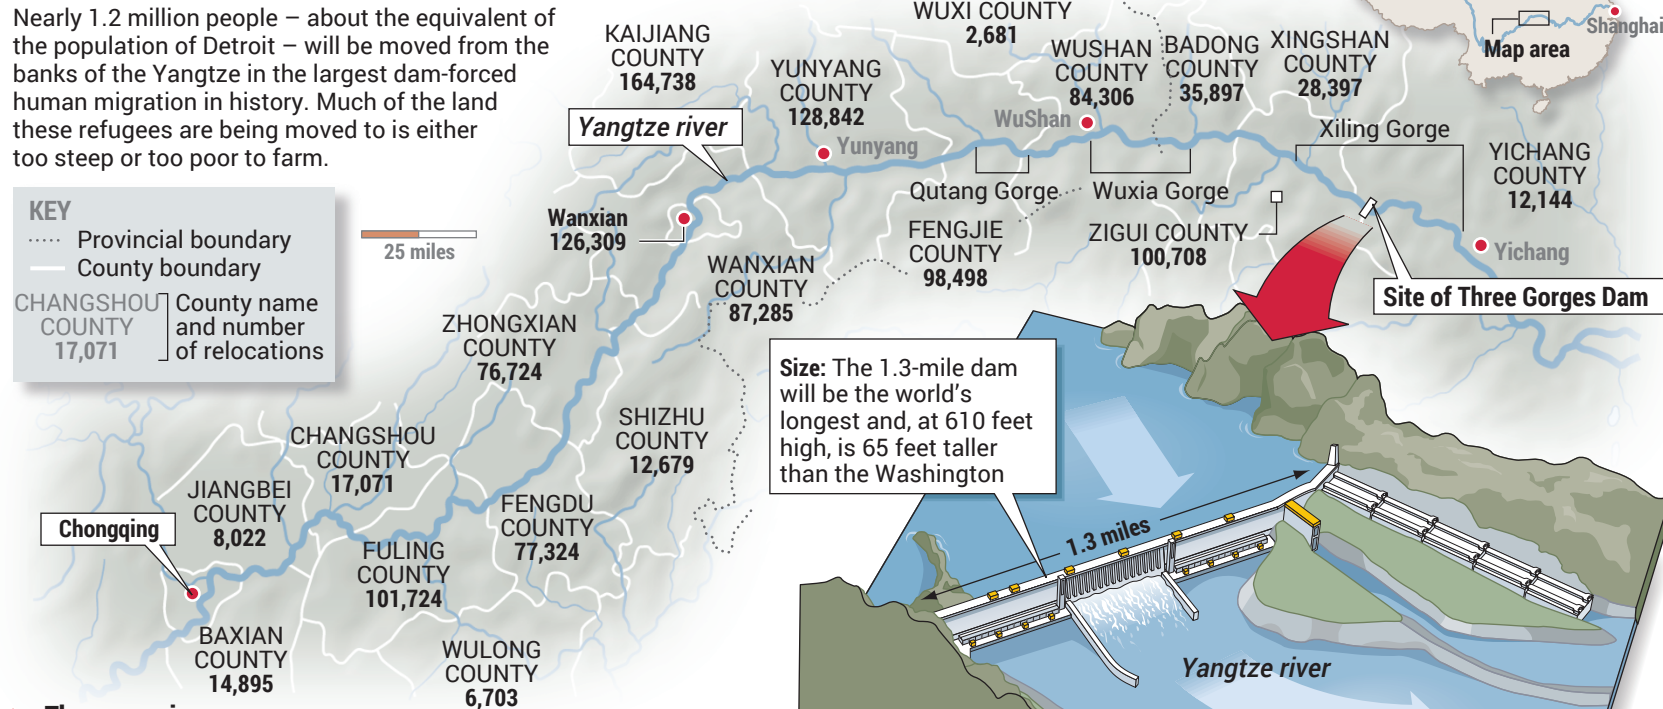 Nearly 1.2 million people – about the equivalent of
the population of Detroit – will be moved from the
banks of the Yangtze in the largest dam-forced
human migration in history. Much of the land
these refugees are being moved to is either
too steep or too poor to farm.
KEY
Provincial boundary
County boundary
CHANGSHOU
COUNTY
17,071
County name
and number
of relocations
25 miles
KAIJIANG
COUNTY
164,738
Yangtze river
YUNYANG
COUNTY
128,842
Yunyang
WUXI COUNTY
2,681
WuShan
WUSHAN
COUNTY
84,306
BADONG
COUNTY
35,897
XINGSHAN
COUNTY
28,397
Map area
Shanghai
Xiling Gorge
YICHANG
COUNTY
12,144
Qutang Gorge
Wuxia Gorge
Wanxian
126,309
WANXIAN
COUNTY
87,285
FENGJIE
COUNTY
98,498
ZIGUI COUNTY
100,708
Yichang
Site of Three Gorges Dam
ZHONGXIAN
COUNTY
76,724
SHIZHU
COUNTY
12,679
CHANGSHOU
COUNTY
17,071
JIANGBEI
COUNTY
8,022
Chongqing
FENGDU
COUNTY
77,324
FULING
COUNTY
101,724
BAXIAN
COUNTY
14,895
WULONG
COUNTY
6,703
Size: The 1.3-mile dam
will be the world's
longest and, at 610 feet
high, is 65 feet taller
than the Washington
1.3 miles
Yangtze river